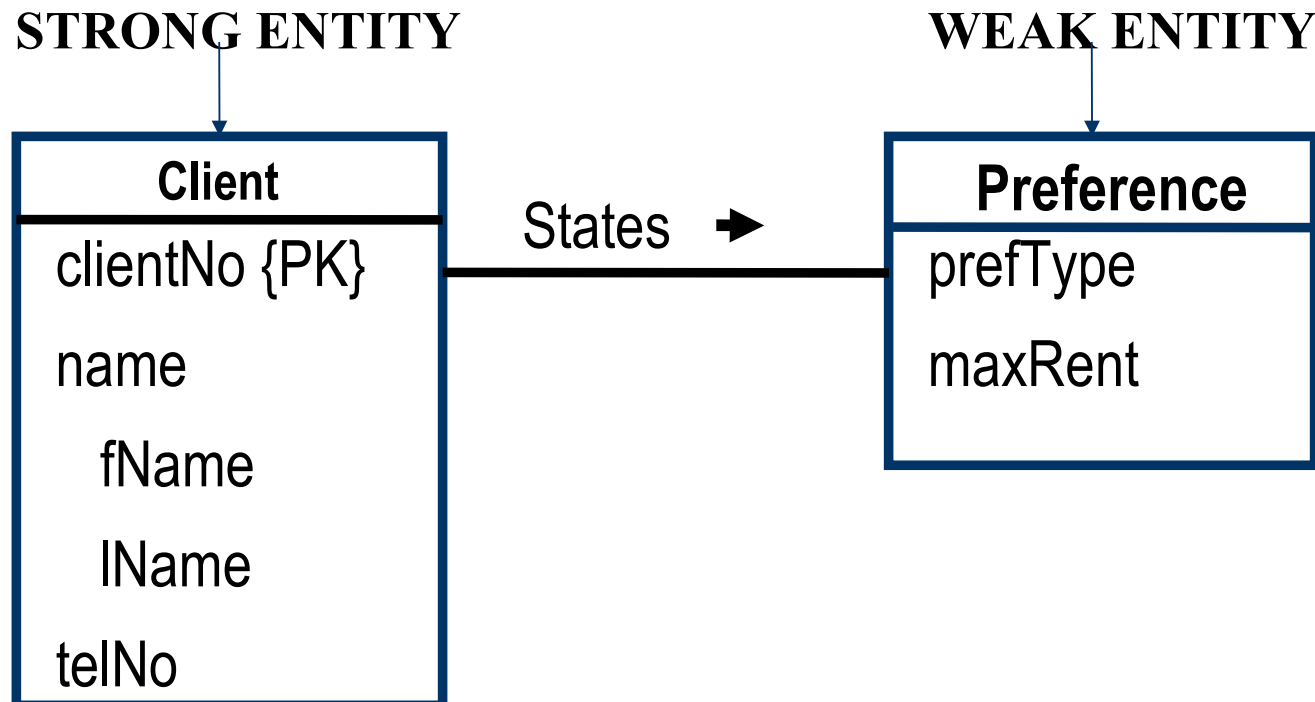 STRONG ENTITY
WEAK ENTITY
Client
clientNo {PK}
name
fName
lName
telNo
States
Preference
prefType
maxRent